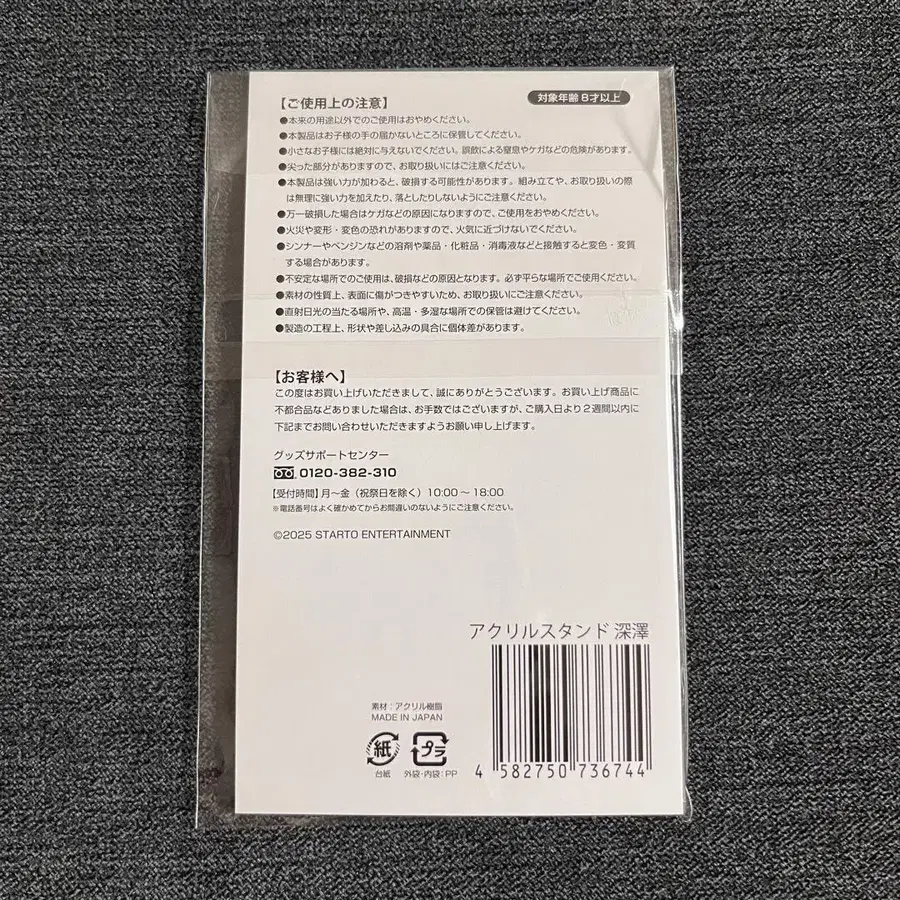 【ご使用上の注意】
対象年齢 8才以上
●本来の用途以外でのご使用はおやめください。
●本製品はお子様の手の届かないところに保管してください。
●小さなお子様には絶対に与えないでください。誤飲による窒息やケガなどの危険があります。
●尖った部分がありますので、お取り扱いにはご注意ください。
●本製品は強い力が加わると、破損する可能性があります。組み立てや、お取り扱いの際
は無理に強い力を加えたり、落としたりしないようにご注意ください。
●万一破損した場合はケガなどの原因になりますので、ご使用をおやめください。
●火災や変形・変色の恐れがありますので、火気に近づけないでください。
●シンナーやベンジンなどの溶剤や薬品・化粧品・消毒液などと接触すると変色・変質
する場合があります。
●不安定な場所でのご使用は、破損などの原因となります。必ず平らな場所でご使用ください。
●素材の性質上、表面に傷がつきやすいため、お取り扱いにご注意ください。
●直射日光の当たる場所や、高温・多湿な場所での保管は避けてください。
●製造の工程上、形状や差し込みの具合に個体差があります。
【お客様へ】
この度はお買い上げいただきまして、誠にありがとうございます。お買い上げ商品に
不都合品などありました場合は、お手数ではございますが、ご購入日より2週間以内に
下記までお問い合わせいただきますようお願い申し上げます。
グッズサポートセンター
0120-382-310
【受付時間】月〜金（祝祭日を除く）10:00 〜 18:00
※電話番号はよく確かめてからお間違いのないようにご注意ください。
©2025 STARTO ENTERTAINMENT
アクリルスタンド 深澤
素材：アクリル樹脂
MADE IN JAPAN
紙
プラ
台紙
外袋・内袋：PP
4 582750 736744